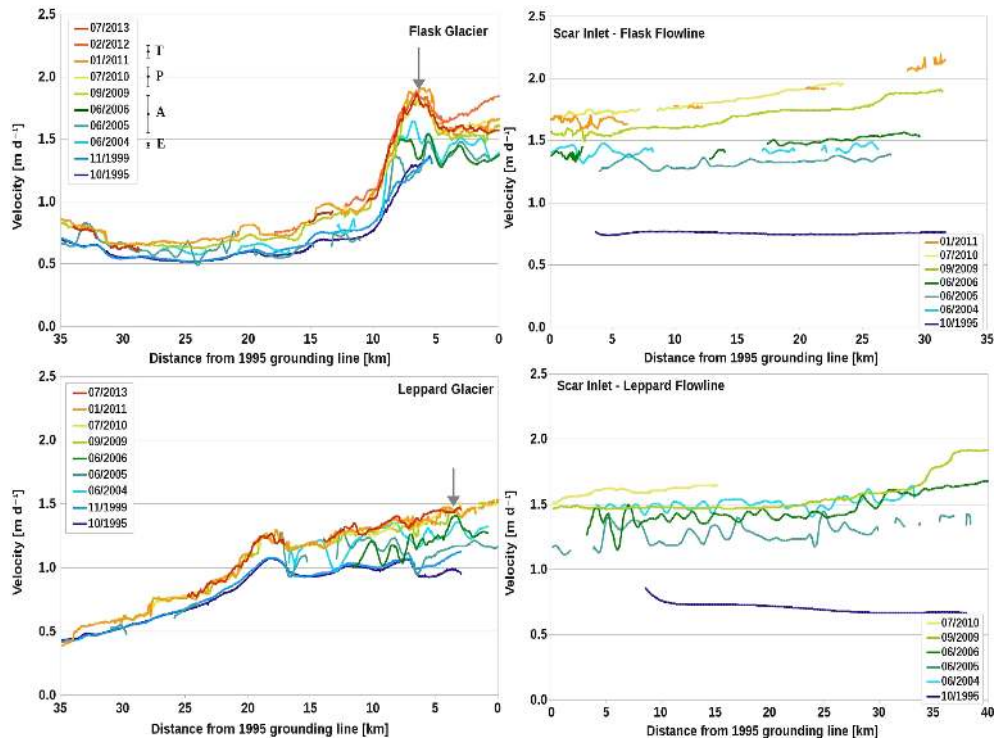 Flask Glacier
07/2013
02/2012
01/2011
07/2010
09/2009
06/2006
06/2005
06/2004
11/1999
10/1995
T
P
A
E
Velocity [m d⁻¹]
2.5
2.0
1.5
1.0
0.5
0.0
35 30 25 20 15 10 5 0
Distance from 1995 grounding line [km]
Scar Inlet - Flask Flowline
Velocity [m d⁻¹]
2.5
2.0
1.5
1.0
0.5
0.0
01/2011
07/2010
09/2009
06/2006
06/2005
06/2004
10/1995
0 5 10 15 20 25 30 35
Distance from 1995 grounding line [km]
Leppard Glacier
07/2013
01/2011
07/2010
09/2009
06/2006
06/2005
06/2004
11/1999
10/1995
Velocity [m d⁻¹]
2.5
2.0
1.5
1.0
0.5
0.0
35 30 25 20 15 10 5 0
Distance from 1995 grounding line [km]
Scar Inlet - Leppard Flowline
Velocity [m d⁻¹]
2.5
2.0
1.5
1.0
0.5
0.0
07/2010
09/2009
06/2006
06/2005
06/2004
10/1995
0 5 10 15 20 25 30 35 40
Distance from 1995 grounding line [km]